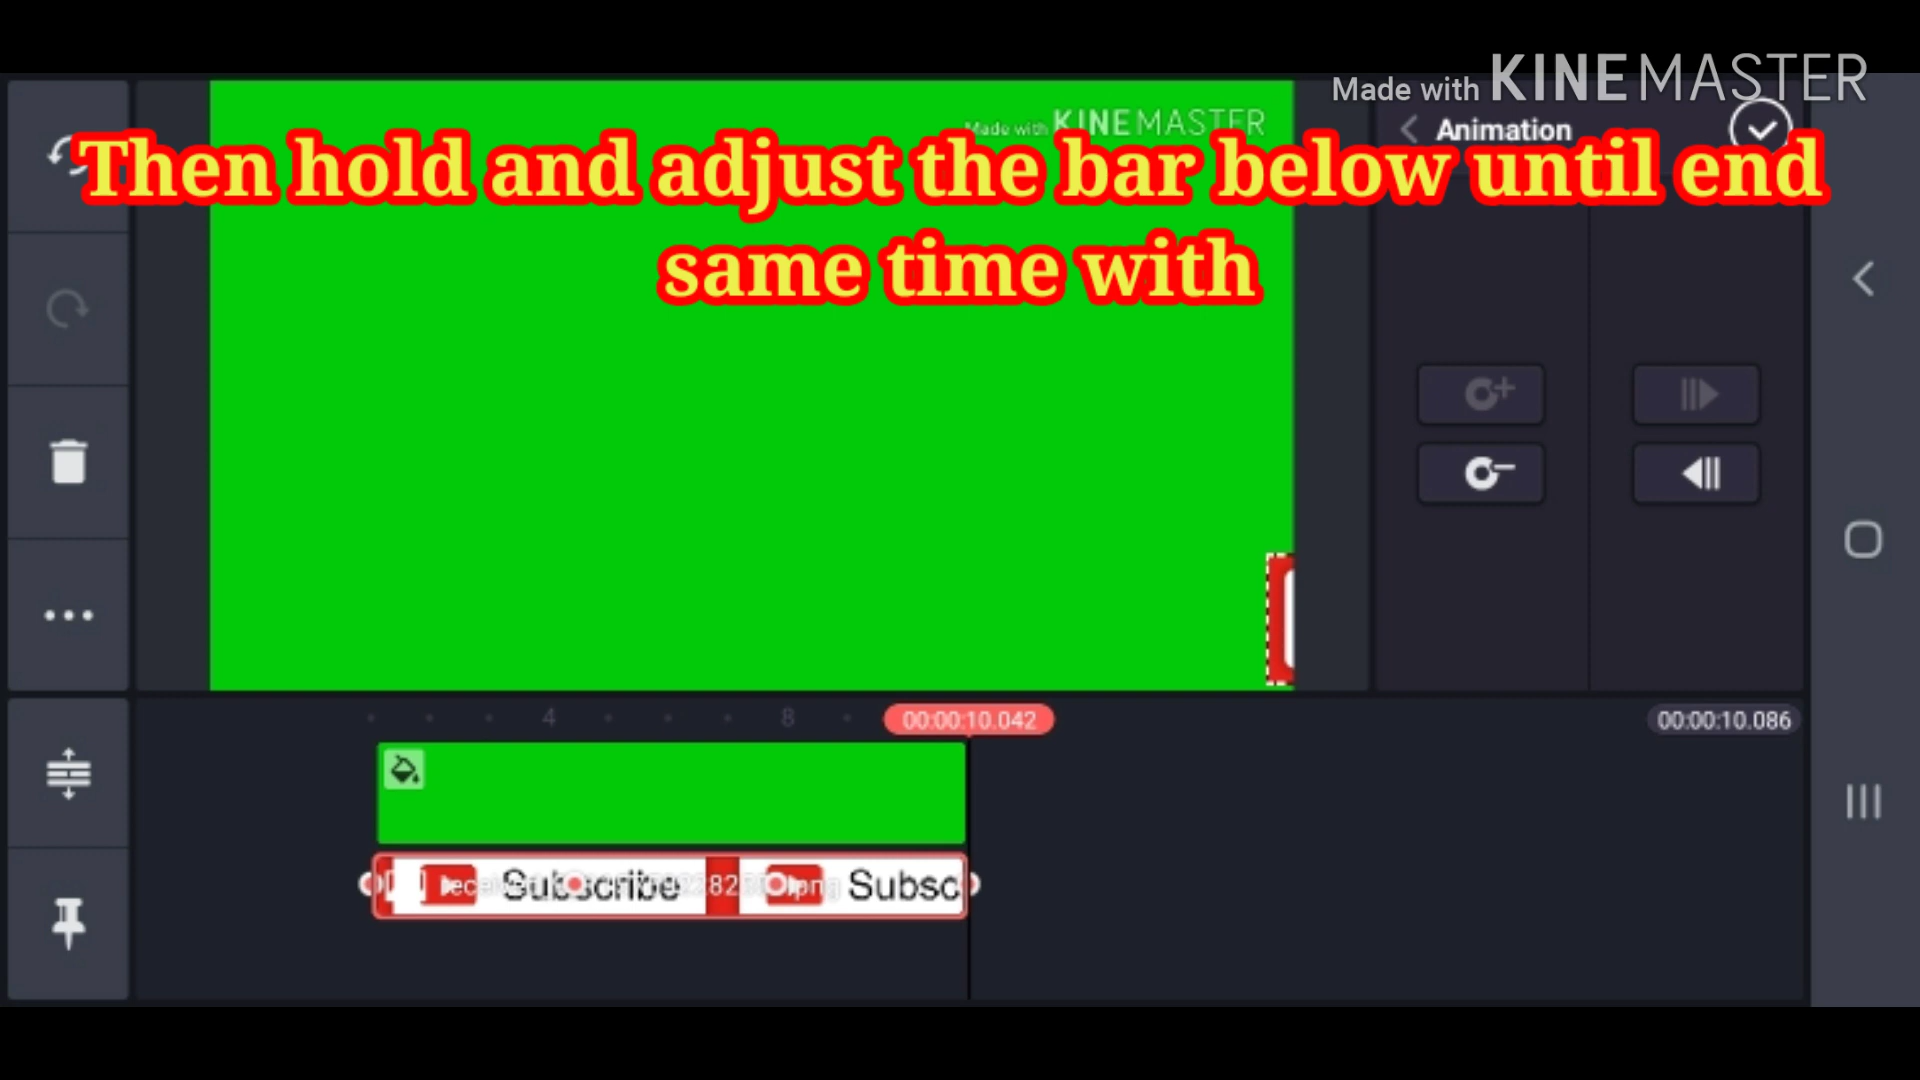 Made with KINEMASTER
Made with KINEMASTER
Animation
Then hold and adjust the bar below until end
same time with
4
8
00:00:10.042
00:00:10.086
Subscribe
Subsc